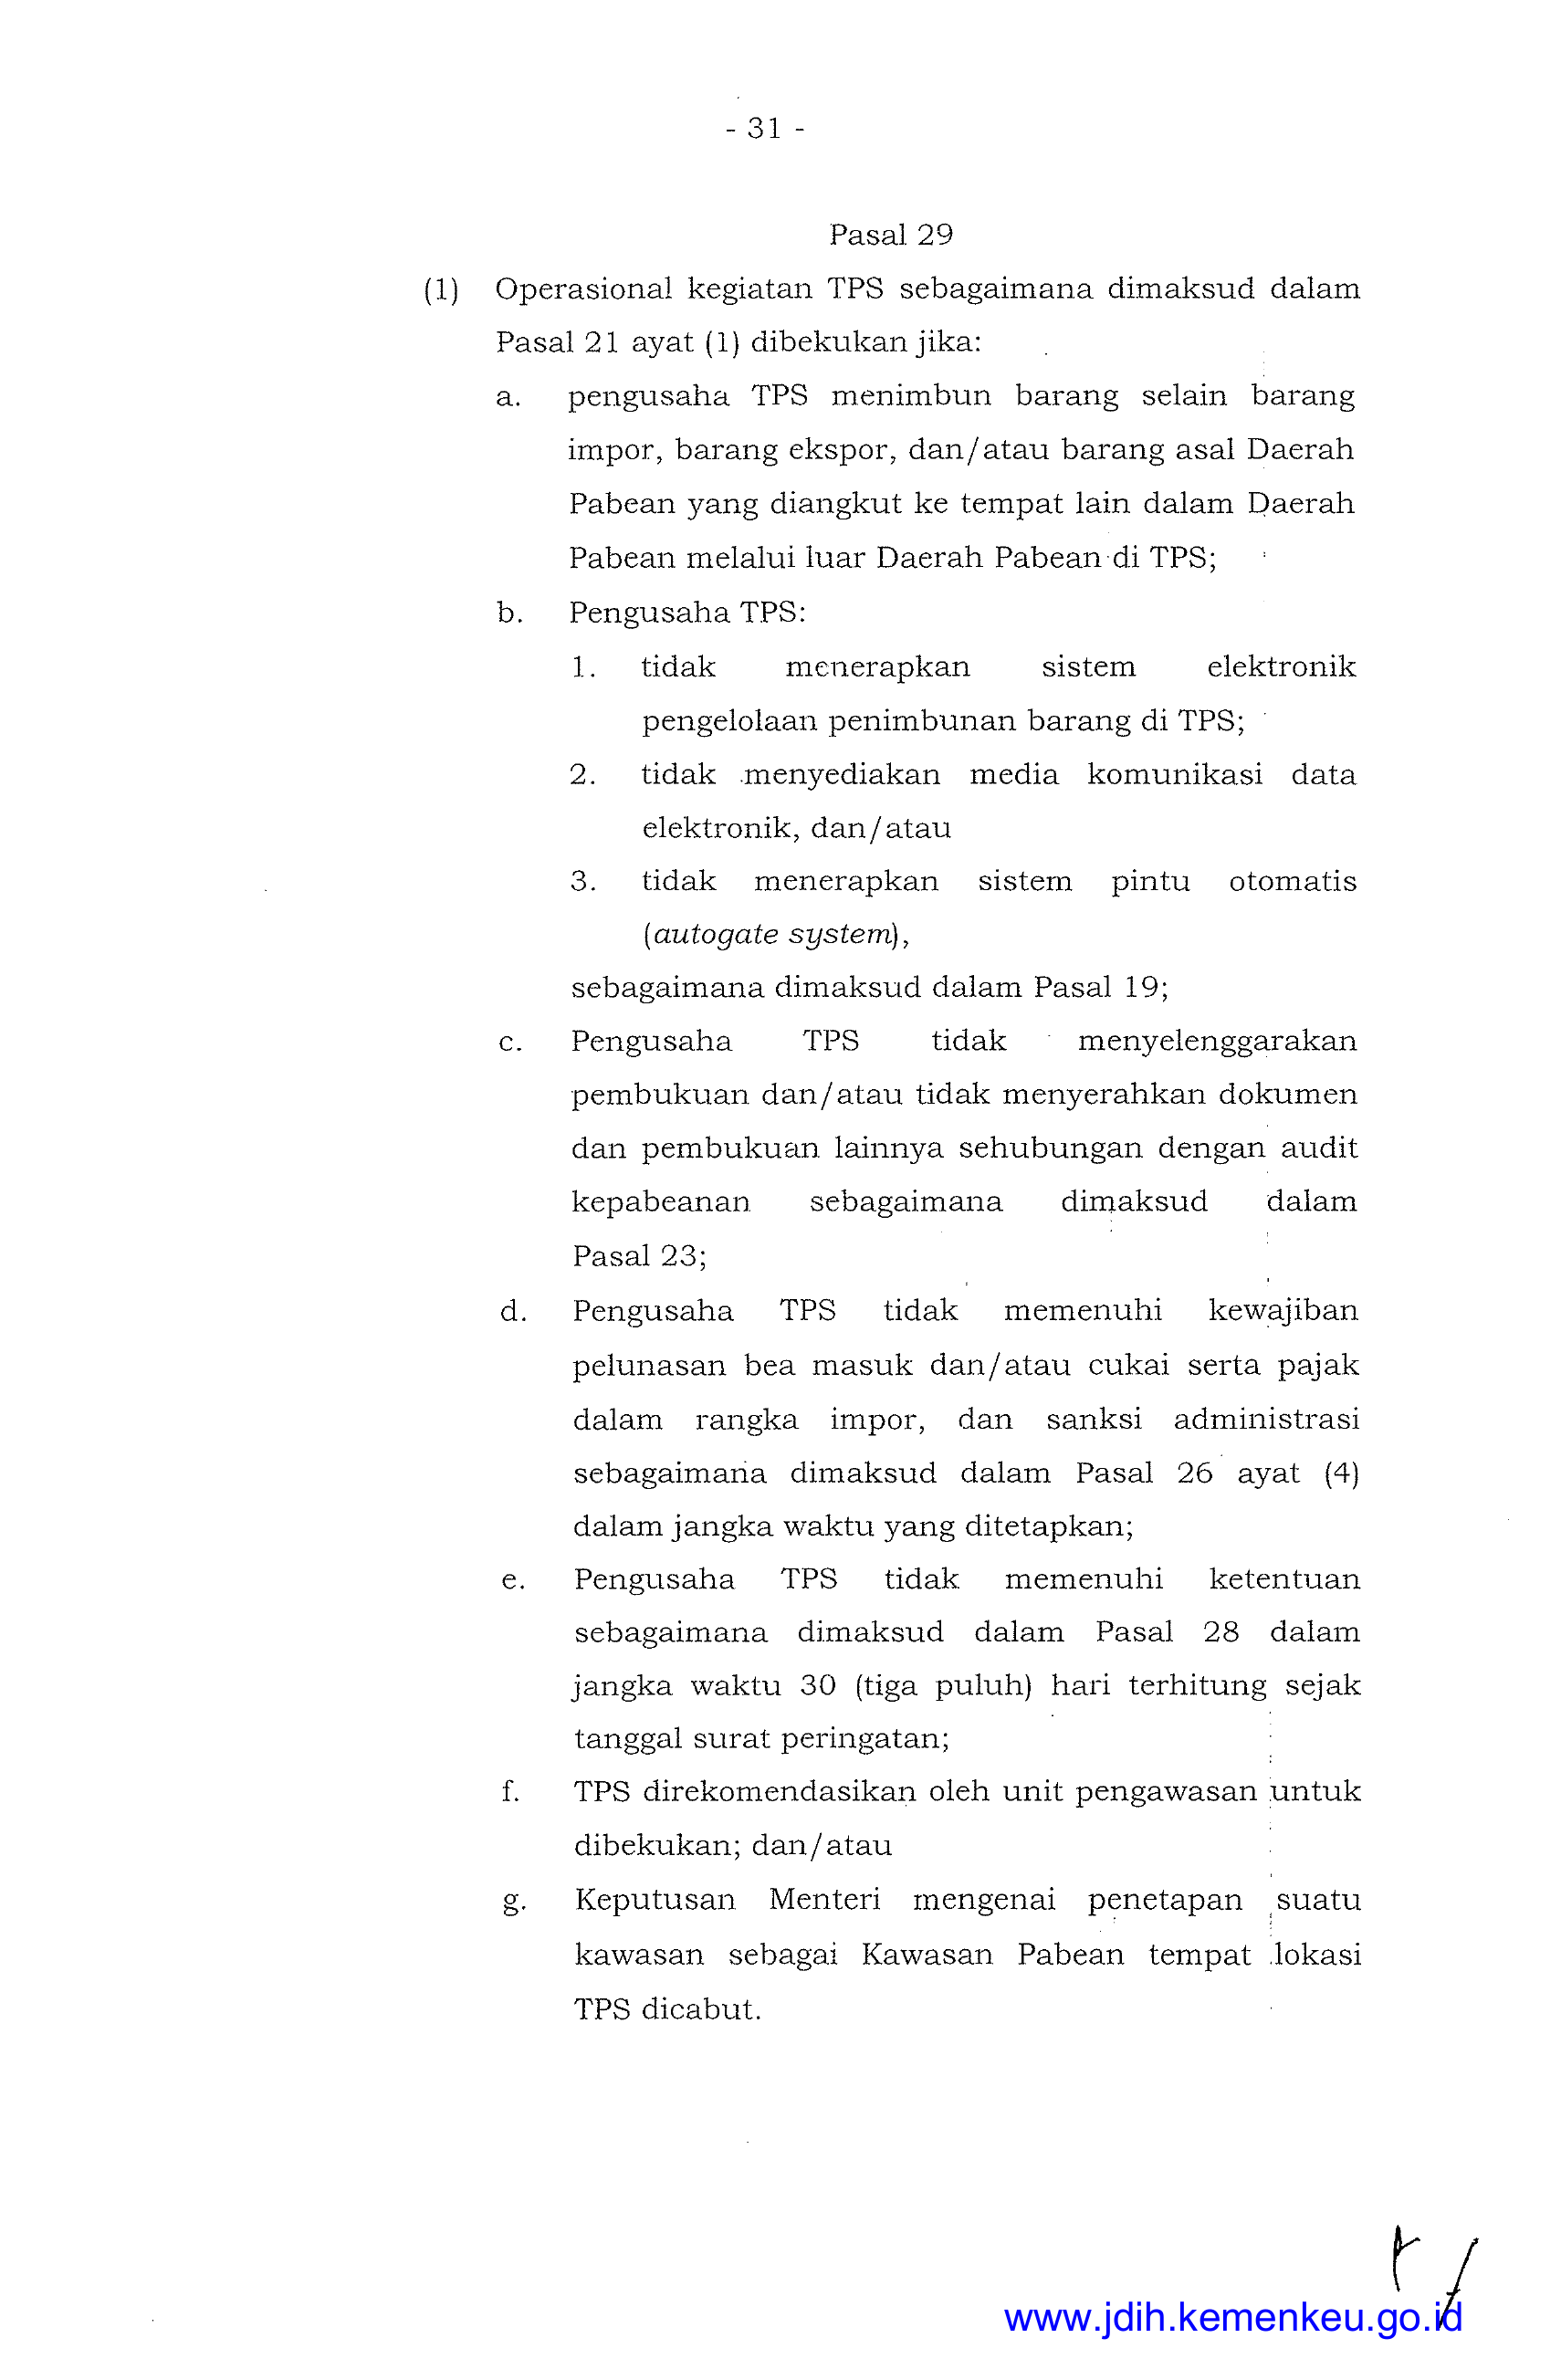 - 31 -
Pasal 29
(1) Operasional kegiatan TPS sebagaimana dimaksud dalam
Pasal 21 ayat (1) dibekukan jika:
a. pengusaha TPS menimbun barang selain barang
impor, barang ekspor, dan/atau barang asal Daerah
Pabean yang diangkut ke tempat lain dalam Daerah
Pabean melalui luar Daerah Pabean di TPS;
b. Pengusaha TPS:
1. tidak menerapkan sistem elektronik
pengelolaan penimbunan barang di TPS;
2. tidak menyediakan media komunikasi data
elektronik, dan/atau
3. tidak menerapkan sistem pintu otomatis
(autogate system),
sebagaimana dimaksud dalam Pasal 19;
c. Pengusaha TPS tidak menyelenggarakan
pembukuan dan/atau tidak menyerahkan dokumen
dan pembukuan lainnya sehubungan dengan audit
kepabeanan sebagaimana dimaksud dalam
Pasal 23;
d. Pengusaha TPS tidak memenuhi kewajiban
pelunasan bea masuk dan/atau cukai serta pajak
dalam rangka impor, dan sanksi administrasi
sebagaimana dimaksud dalam Pasal 26 ayat (4)
dalam jangka waktu yang ditetapkan;
e. Pengusaha TPS tidak memenuhi ketentuan
sebagaimana dimaksud dalam Pasal 28 dalam
jangka waktu 30 (tiga puluh) hari terhitung sejak
tanggal surat peringatan;
f. TPS direkomendasikan oleh unit pengawasan untuk
dibekukan; dan/atau
g. Keputusan Menteri mengenai penetapan suatu
kawasan sebagai Kawasan Pabean tempat lokasi
TPS dicabut.
www.jdih.kemenkeu.go.id